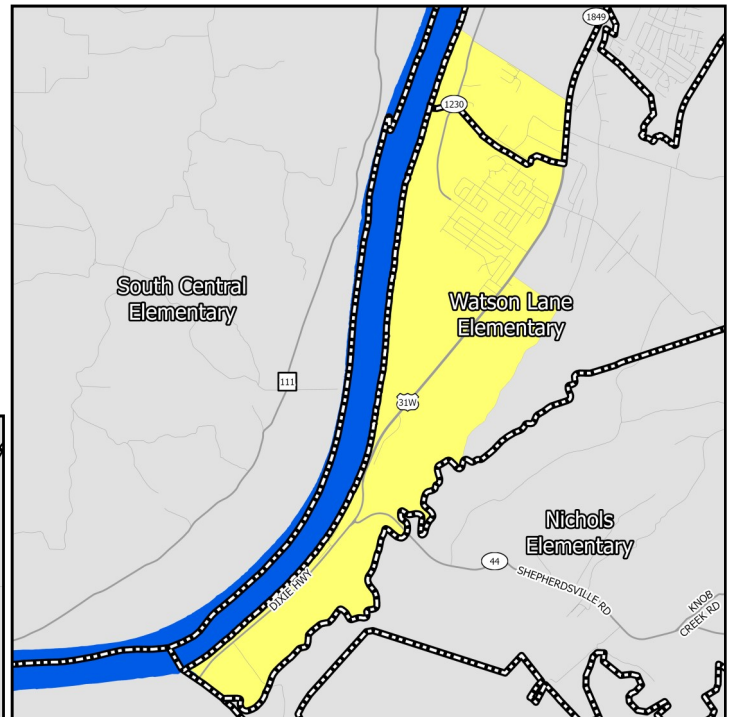 1849
1230
South Central
Elementary
Watson Lane
Elementary
111
31W
Nichols
Elementary
44
SHEPHERDSVILLE RD
DIXIE HWY
KNOB
CREEK RD